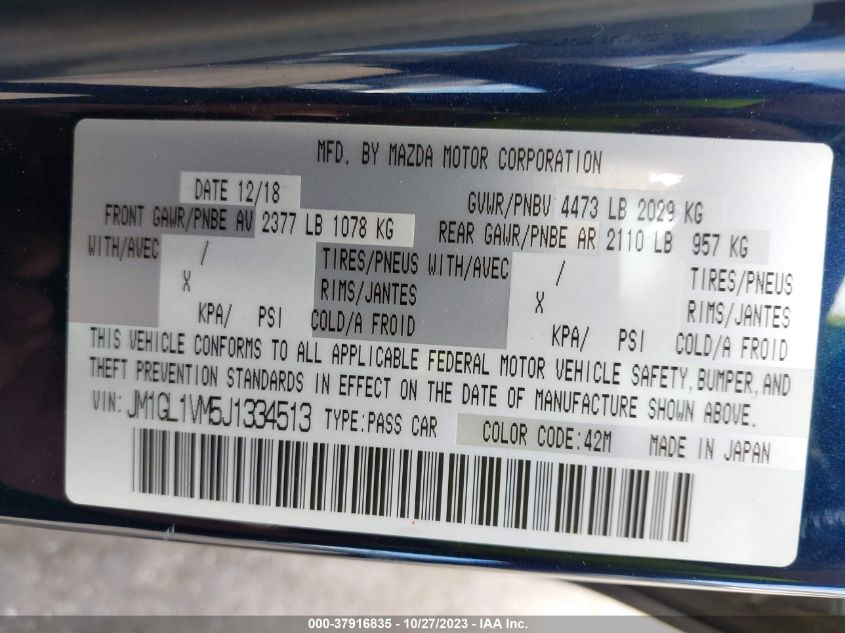 MFD. BY MAZDA MOTOR CORPORATION
DATE 12/18 GVWR/PNBV 4473 LB 2029 KG
FRONT GAWR/PNBE AV 2377 LB 1078 KG REAR GAWR/PNBE AR 2110 LB 957 KG
WITH/AVEC / TIRES/PNEUS WITH/AVEC / TIRES/PNEUS
X RIMS/JANTES X RIMS/JANTES
KPA/ PSI COLD/A FROID KPA/ PSI COLD/A FROID
THIS VEHICLE CONFORMS TO ALL APPLICABLE FEDERAL MOTOR VEHICLE SAFETY, BUMPER, AND
THEFT PREVENTION STANDARDS IN EFFECT ON THE DATE OF MANUFACTURE SHOWN ABOVE.
VIN: JM1GL1VM5J1334513 TYPE:PASS CAR COLOR CODE:42M MADE IN JAPAN
000-37916835 - 10/27/2023 - IAA Inc.